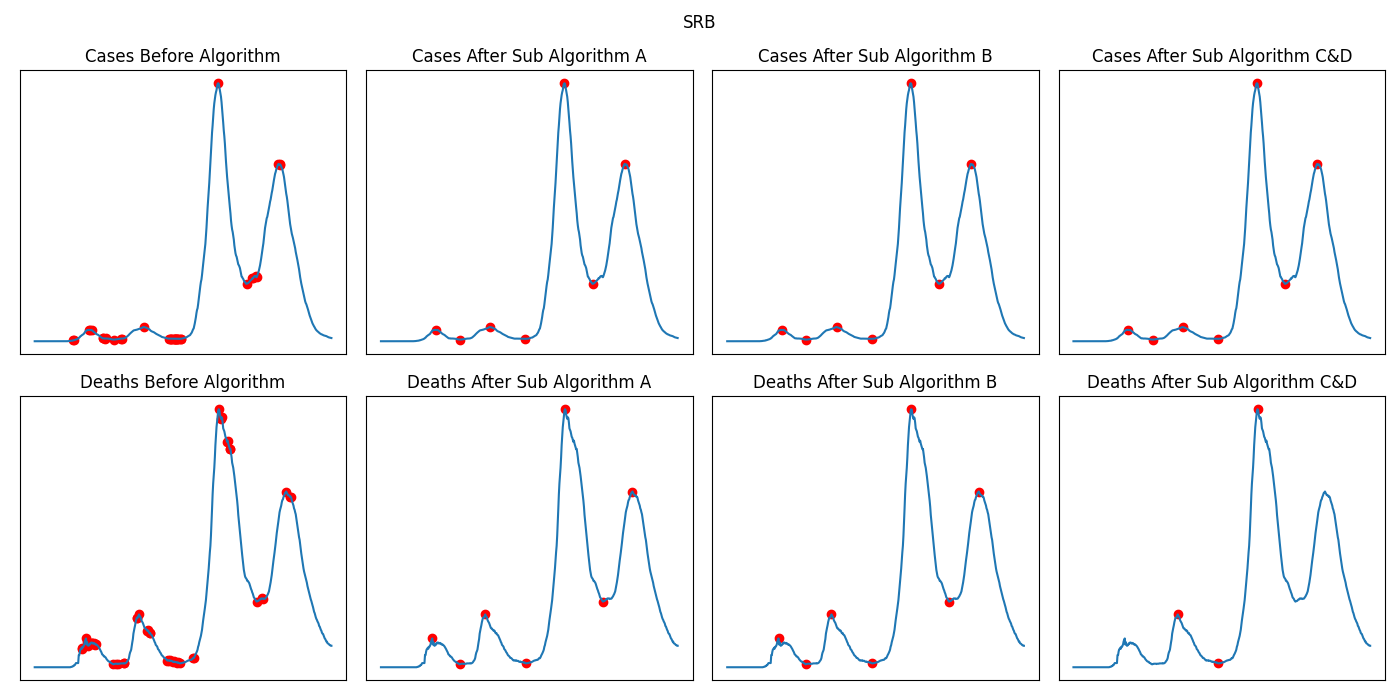 SRB
Cases Before Algorithm
Cases After Sub Algorithm A
Cases After Sub Algorithm B
Cases After Sub Algorithm C&D
Deaths Before Algorithm
Deaths After Sub Algorithm A
Deaths After Sub Algorithm B
Deaths After Sub Algorithm C&D